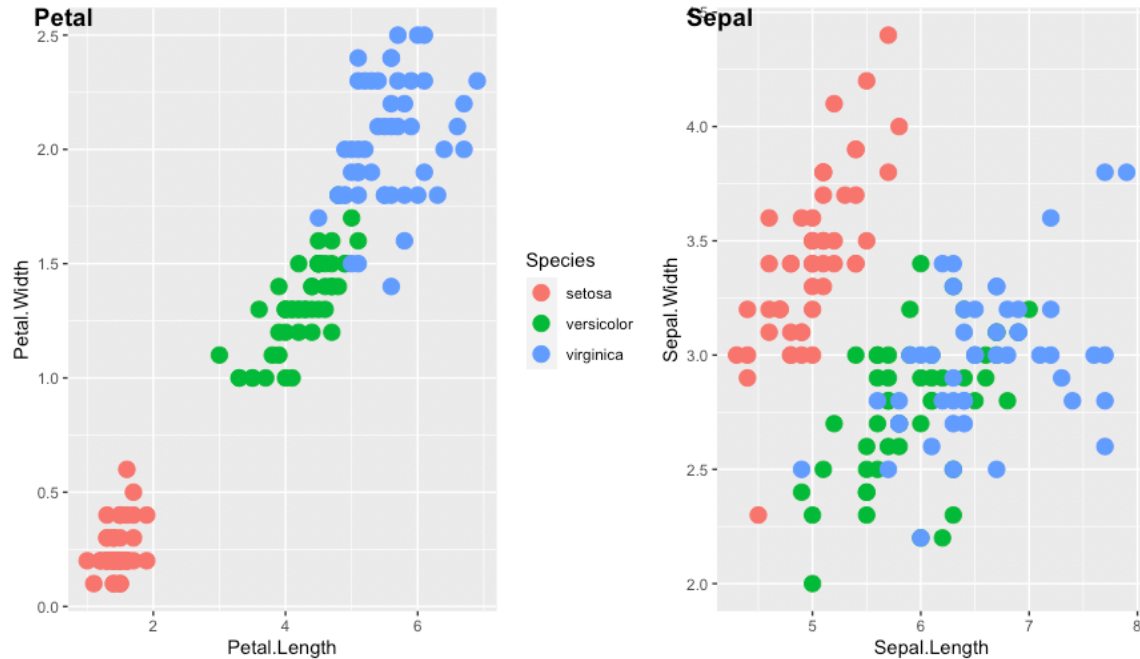 Petal
2.5
2.0
1.5
1.0
0.5
0.0
Petal.Width
2
4
6
Petal.Length
Species
setosa
versicolor
virginica
Sepal
4.5
4.0
3.5
3.0
2.5
2.0
Sepal.Width
5
6
7
8
Sepal.Length